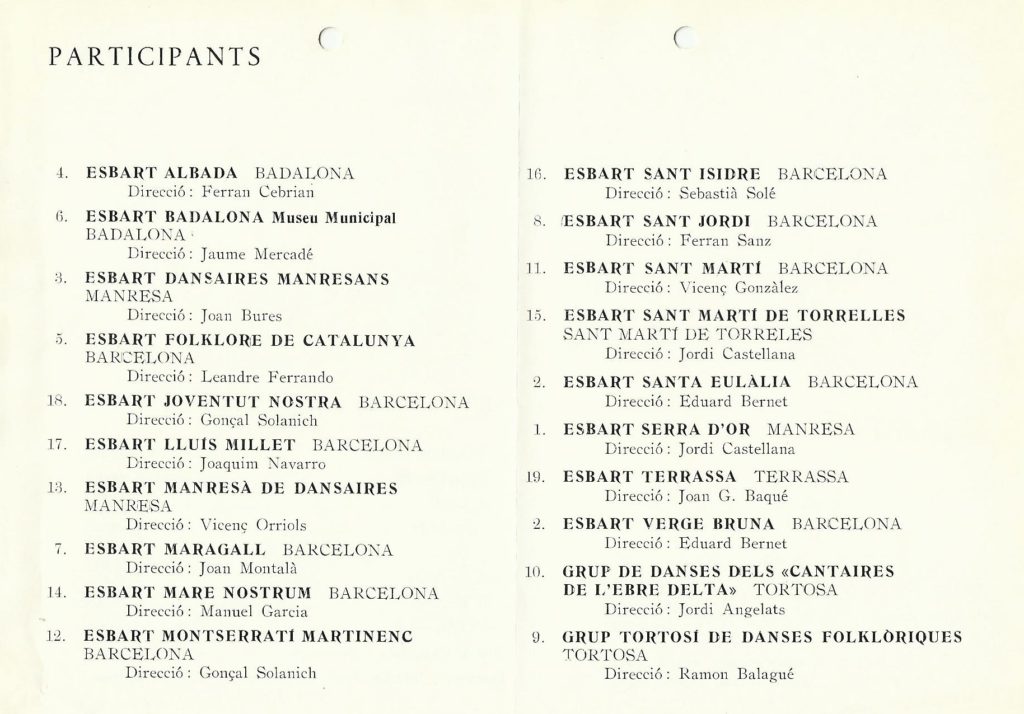 PARTICIPANTS
4. ESBART ALBADA BADALONA
Direcció: Ferran Cebrian
6. ESBART BADALONA Museu Municipal
BADALONA
Direcció: Jaume Mercadé
3. ESBART DANSAIRES MANRESANS
MANRESA
Direcció: Joan Bures
5. ESBART FOLKLORE DE CATALUNYA
BARCELONA
Direcció: Leandre Ferrando
18. ESBART JOVENTUT NOSTRA BARCELONA
Direcció: Gonçal Solanich
17. ESBART LLUÍS MILLET BARCELONA
Direcció: Joaquim Navarro
13. ESBART MANRESÀ DE DANSAIRES
MANRESA
Direcció: Vicenç Orriols
7. ESBART MARAGALL BARCELONA
Direcció: Joan Montalà
14. ESBART MARE NOSTRUM BARCELONA
Direcció: Manuel Garcia
12. ESBART MONTSERRATÍ MARTINENC
BARCELONA
Direcció: Gonçal Solanich
16. ESBART SANT ISIDRE BARCELONA
Direcció: Sebastià Solé
8. ESBART SANT JORDI BARCELONA
Direcció: Ferran Sanz
11. ESBART SANT MARTÍ BARCELONA
Direcció: Vicenç Gonzàlez
15. ESBART SANT MARTÍ DE TORRELLES
SANT MARTÍ DE TORRELES
Direcció: Jordi Castellana
2. ESBART SANTA EULÀLIA BARCELONA
Direcció: Eduard Bernet
1. ESBART SERRA D'OR MANRESA
Direcció: Jordi Castellana
19. ESBART TERRASSA TERRASSA
Direcció: Joan G. Baqué
2. ESBART VERGE BRUNA BARCELONA
Direcció: Eduard Bernet
10. GRUP DE DANSES DELS «CANTAIRES
DE L'EBRE DELTA» TORTOSA
Direcció: Jordi Angelats
9. GRUP TORTOSÍ DE DANSES FOLKLÒRIQUES
TORTOSA
Direcció: Ramon Balagué